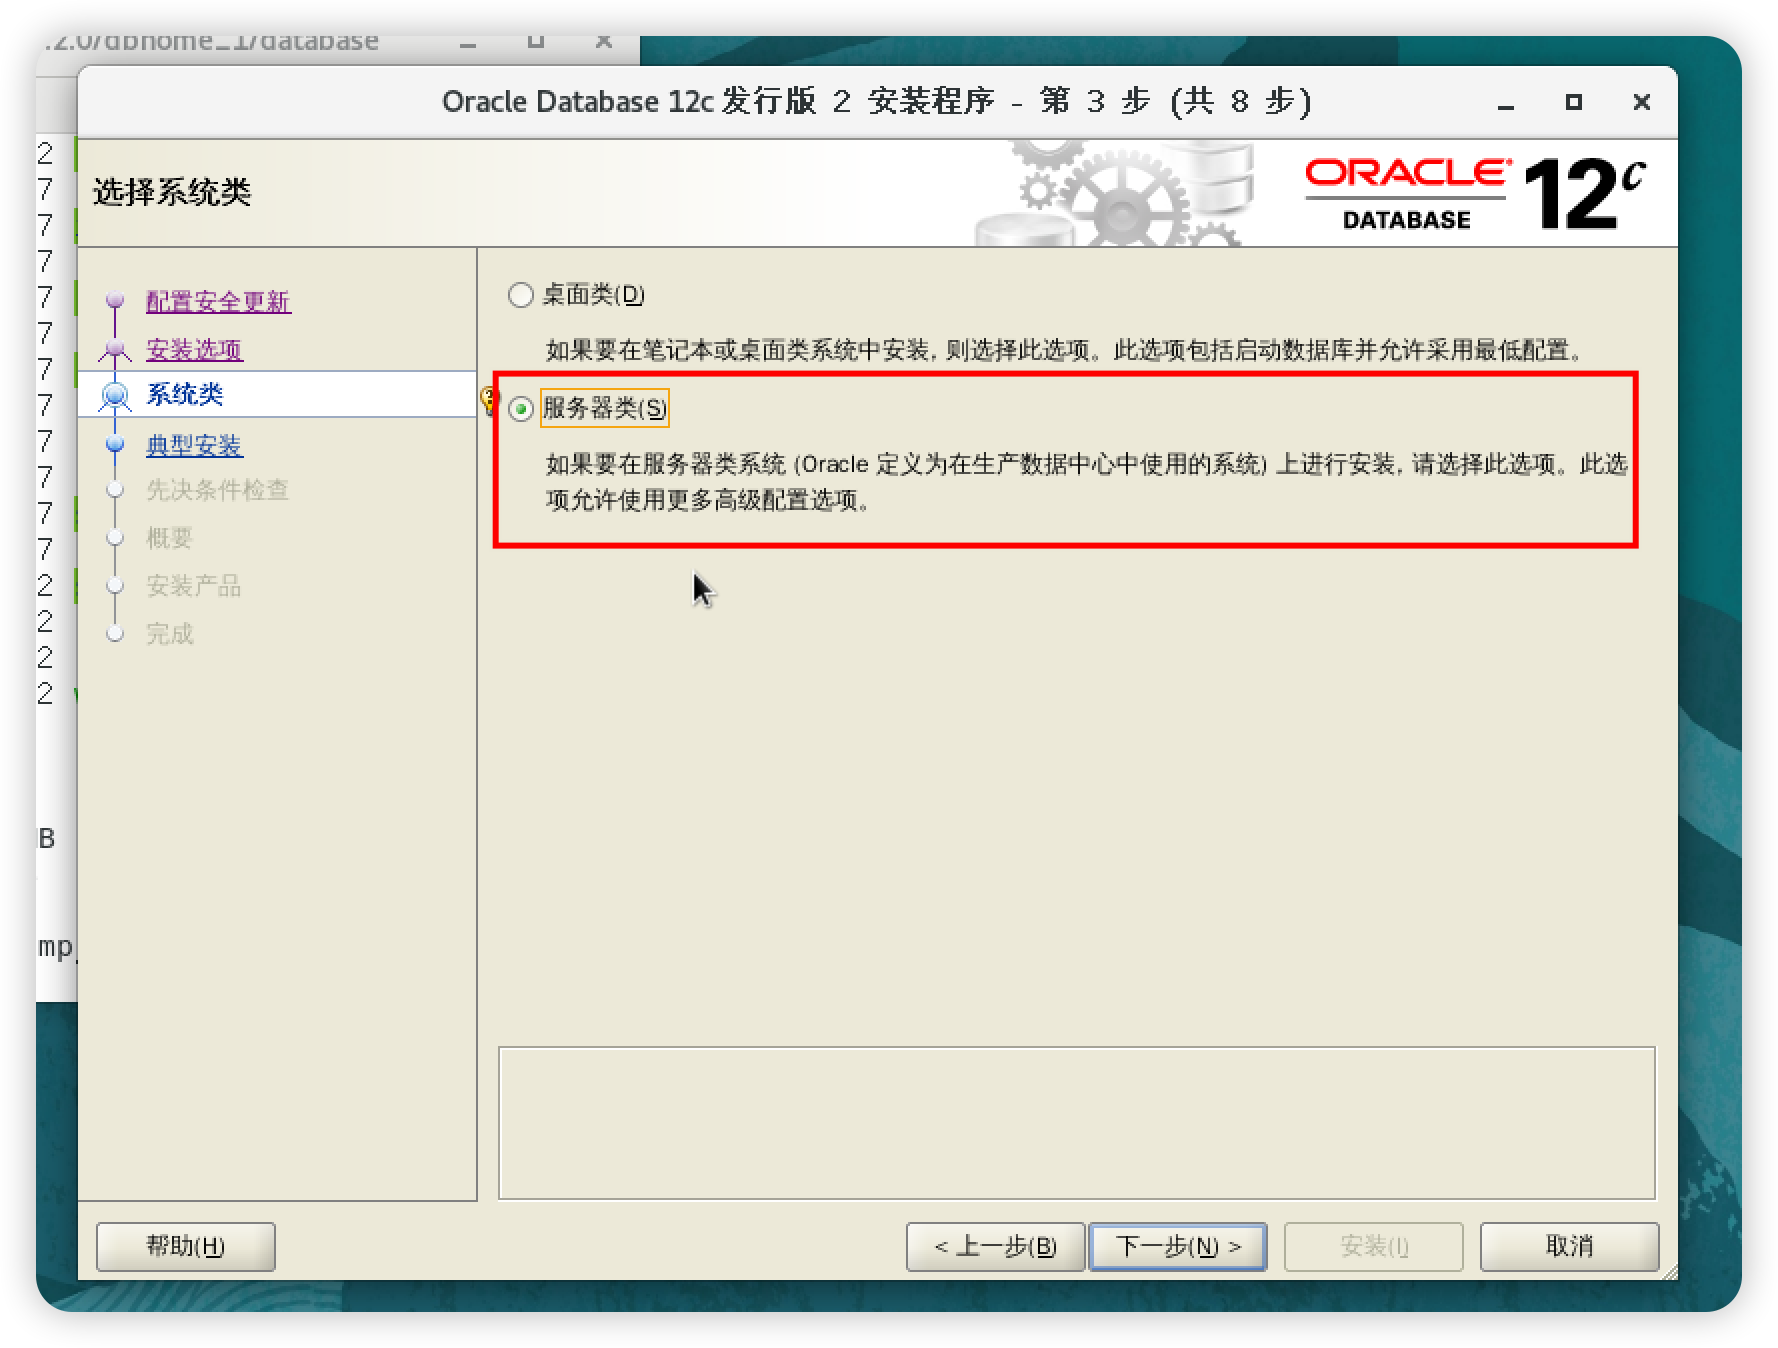 .2.0/dbhome_1/database
Oracle Database 12c 发行版 2 安装程序 - 第 3 步 (共 8 步)
选择系统类
ORACLE
DATABASE
12c
配置安全更新
安装选项
系统类
典型安装
先决条件检查
概要
安装产品
完成
桌面类(D)
如果要在笔记本或桌面类系统中安装, 则选择此选项。此选项包括启动数据库并允许采用最低配置。
服务器类(S)
如果要在服务器类系统 (Oracle 定义为在生产数据中心中使用的系统) 上进行安装, 请选择此选项。此选
项允许使用更多高级配置选项。
2
7
7
7
7
7
7
7
7
7
7
7
2
2
2
2
B
mp
帮助(H)
< 上一步(B)
下一步(N) >
安装(I)
取消